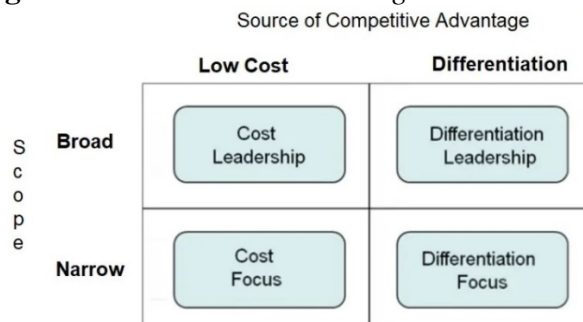 Source of Competitive Advantage
Low Cost
Differentiation
S
c
o
p
e
Broad
Cost
Leadership
Differentiation
Leadership
Narrow
Cost
Focus
Differentiation
Focus